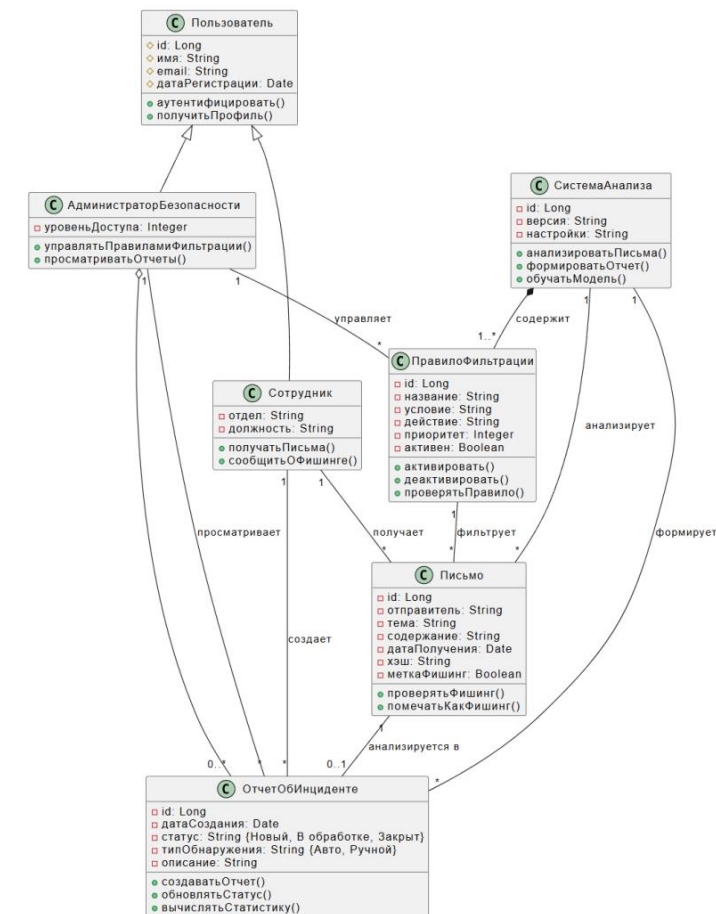 C Пользователь
id: Long
имя: String
email: String
датаРегистрации: Date
аутентифицировать()
получитьПрофиль()
C АдминистраторБезопасности
уровеньДоступа: Integer
управлятьПравиламиФильтрации()
просматриватьОтчеты()
C СистемаАнализа
id: Long
версия: String
настройки: String
анализироватьПисьма()
формироватьОтчет()
обучатьМодель()
1
1
1
1
управляет
содержит
*
1..*
C ПравилоФильтрации
id: Long
название: String
условие: String
действие: String
приоритет: Integer
активен: Boolean
активировать()
деактивировать()
проверятьПравило()
C Сотрудник
отдел: String
должность: String
получатьПисьма()
сообщитьОФишинге()
анализирует
1
1
1
просматривает
получает
фильтрует
формирует
*
*
*
C Письмо
id: Long
отправитель: String
тема: String
содержание: String
датаПолучения: Date
хэш: String
меткаФишинг: Boolean
проверятьФишинг()
помечатьКакФишинг()
создает
1
анализируется в
0..*
*
*
0..1
*
C ОтчетОбИнциденте
id: Long
датаСоздания: Date
статус: String {Новый, В обработке, Закрыт}
типОбнаружения: String {Авто, Ручной}
описание: String
создаватьОтчет()
обновлятьСтатус()
вычислятьСтатистику()